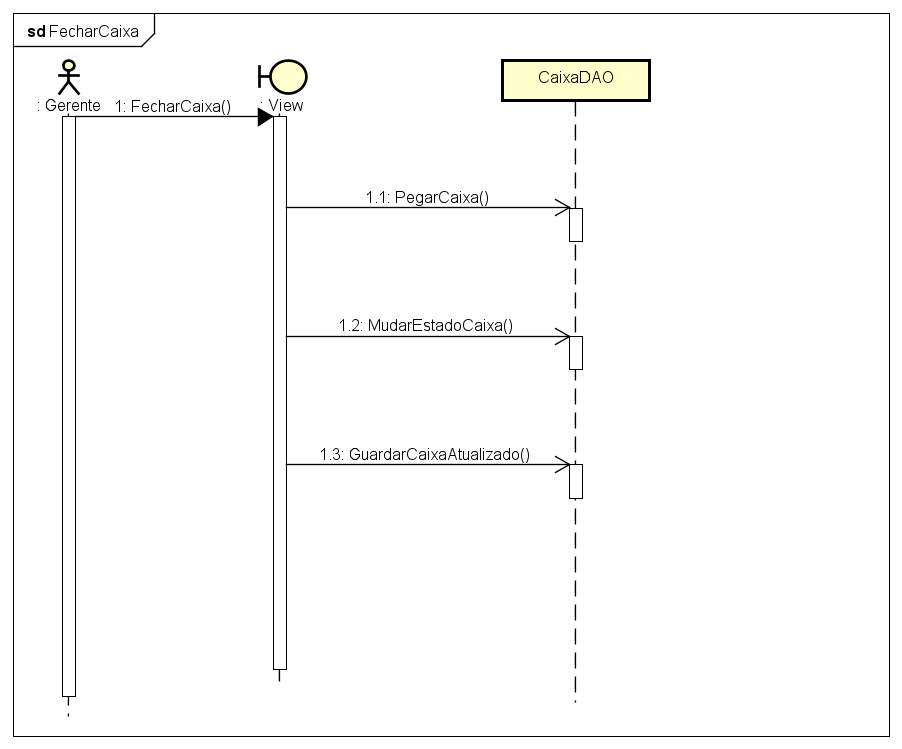 sd FecharCaixa
: Gerente
1: FecharCaixa()
: View
CaixaDAO
1.1: PegarCaixa()
1.2: MudarEstadoCaixa()
1.3: GuardarCaixaAtualizado()